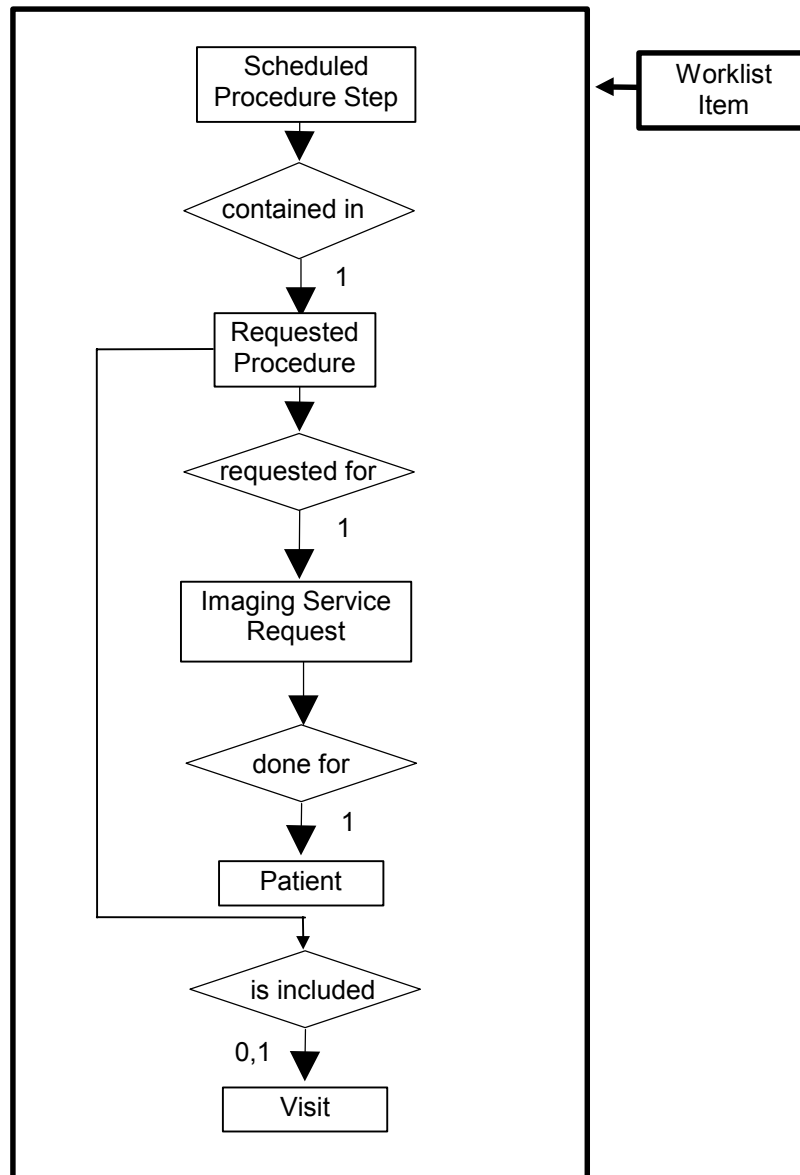 Scheduled
Procedure Step
Worklist
Item
contained in
1
Requested
Procedure
requested for
1
Imaging Service
Request
done for
1
Patient
is included
0,1
Visit